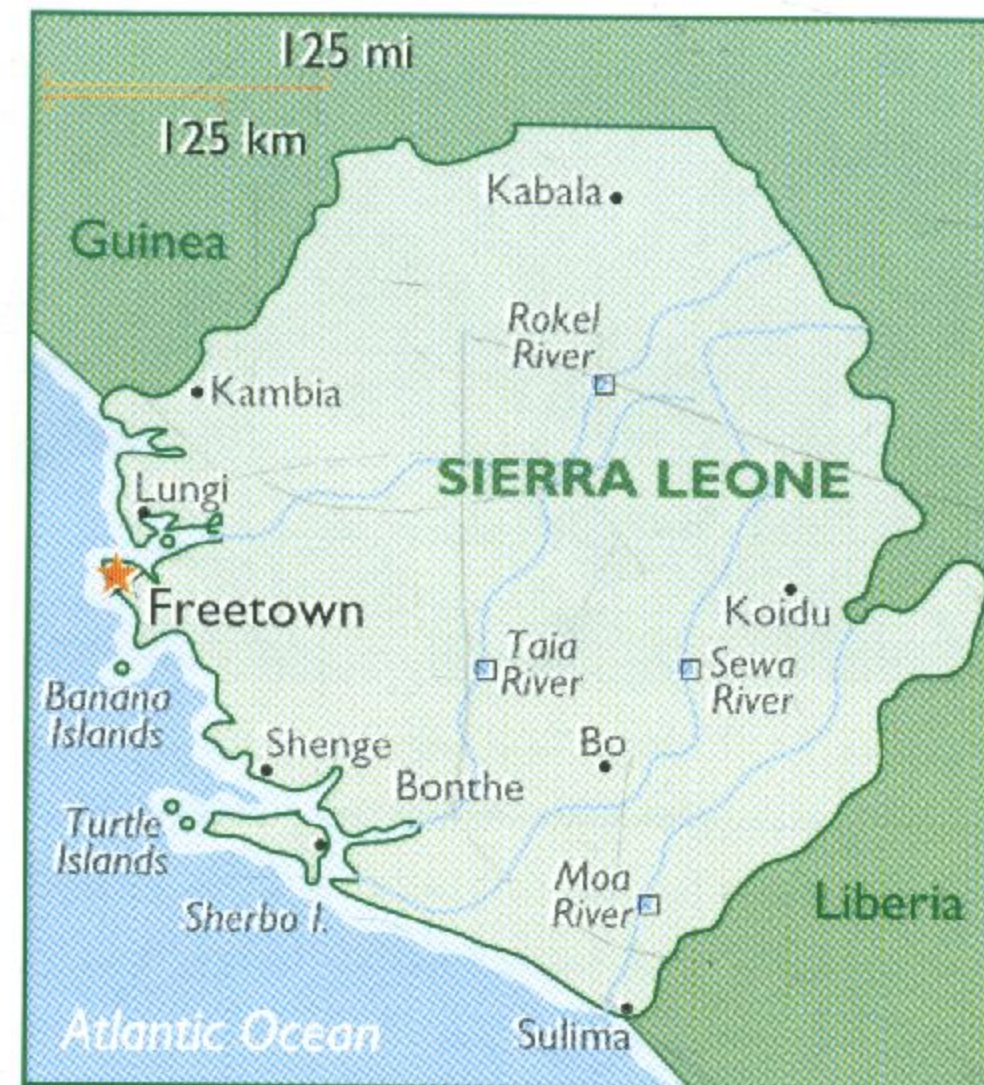 125 mi
125 km
Kabala
Guinea
Rokel
River
Kambia
SIERRA LEONE
Lungi
Freetown
Koidu
Taia
River
Sewa
River
Banana
Islands
Shenge
Bo
Bonthe
Turtle
Islands
Moa
River
Liberia
Sherbo I.
Atlantic Ocean
Sulima